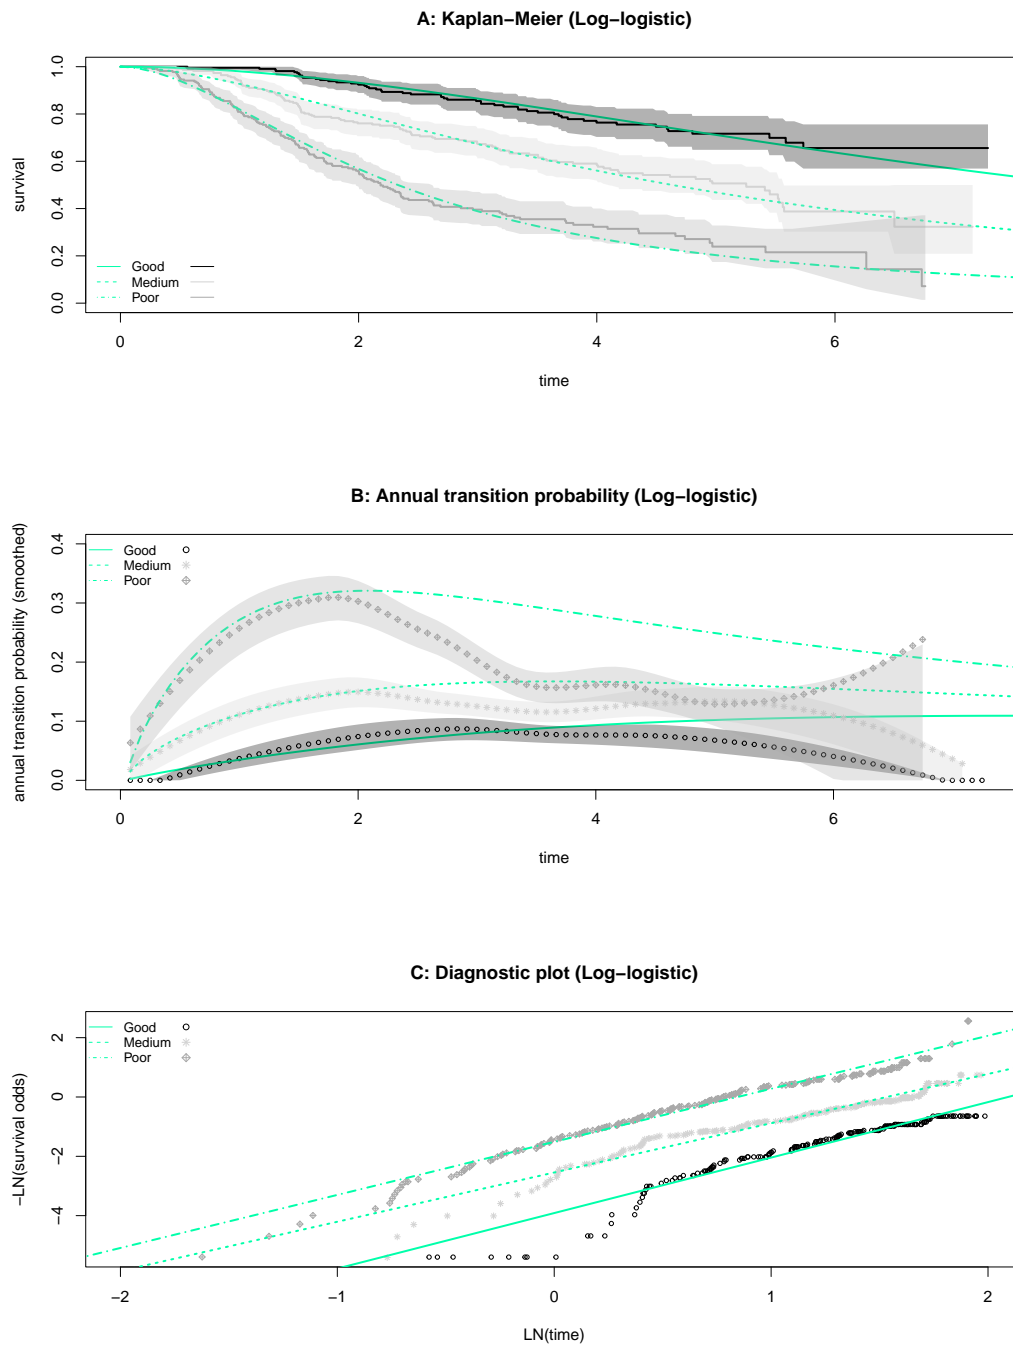 A: Kaplan−Meier (Log−logistic)
survival
1.0
0.8
0.6
0.4
0.2
0.0
Good
Medium
Poor
0 2 4 6
time
B: Annual transition probability (Log−logistic)
annual transition probability (smoothed)
0.4
0.3
0.2
0.1
0.0
Good
Medium
Poor
0 2 4 6
time
C: Diagnostic plot (Log−logistic)
−LN(survival odds)
2
0
−2
−4
Good
Medium
Poor
−2 −1 0 1 2
LN(time)